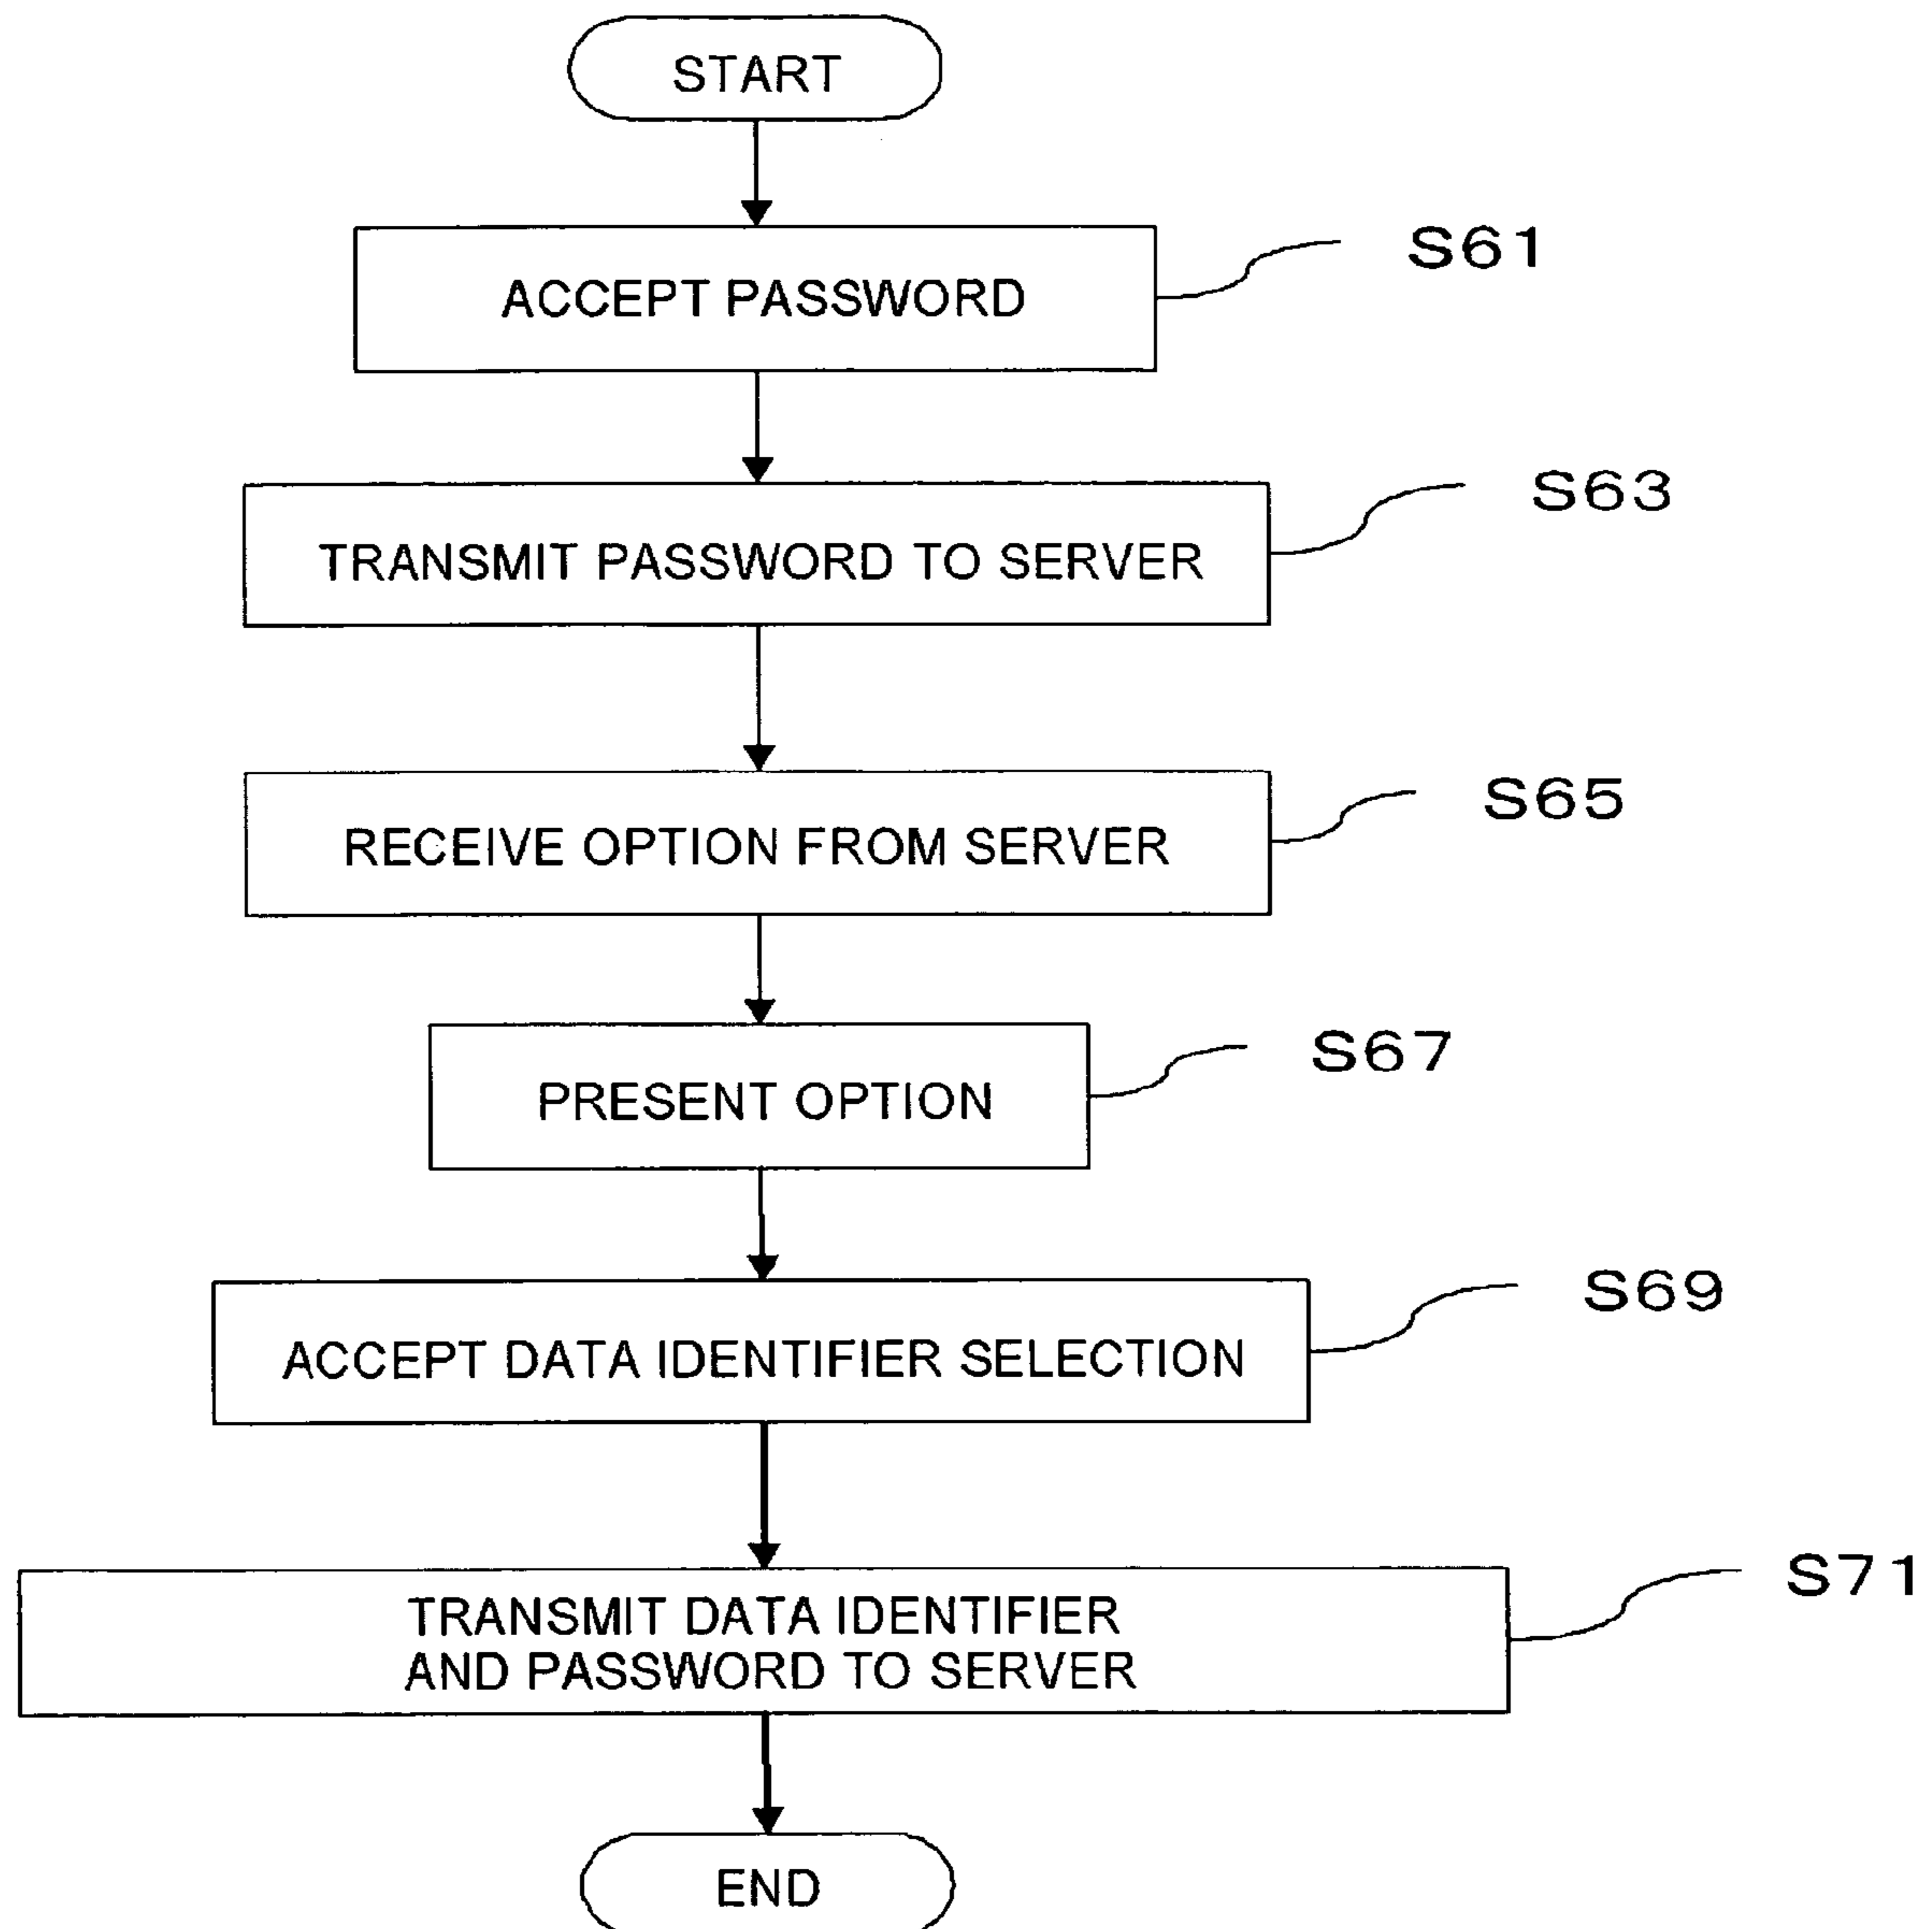 START
ACCEPT PASSWORD
S61
TRANSMIT PASSWORD TO SERVER
S63
RECEIVE OPTION FROM SERVER
S65
PRESENT OPTION
S67
ACCEPT DATA IDENTIFIER SELECTION
S69
TRANSMIT DATA IDENTIFIER
AND PASSWORD TO SERVER
S71
END